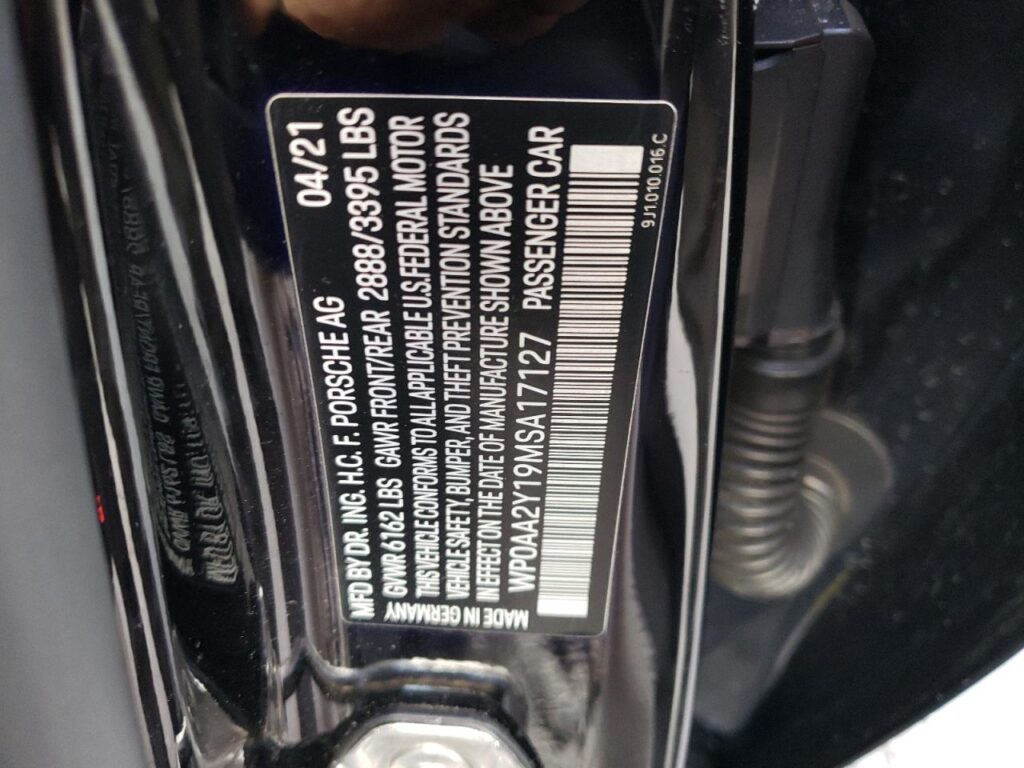 MFD BY DR. ING. H.C. F. PORSCHE AG 04/21
GVWR 6162 LBS GAWR FRONT/REAR 2888/3395 LBS
THIS VEHICLE CONFORMS TO ALL APPLICABLE U.S.FEDERAL MOTOR
VEHICLE SAFETY, BUMPER, AND THEFT PREVENTION STANDARDS
IN EFFECT ON THE DATE OF MANUFACTURE SHOWN ABOVE
WP0AA2Y19MSA17127 PASSENGER CAR
MADE IN GERMANY
9J1.010.016.C